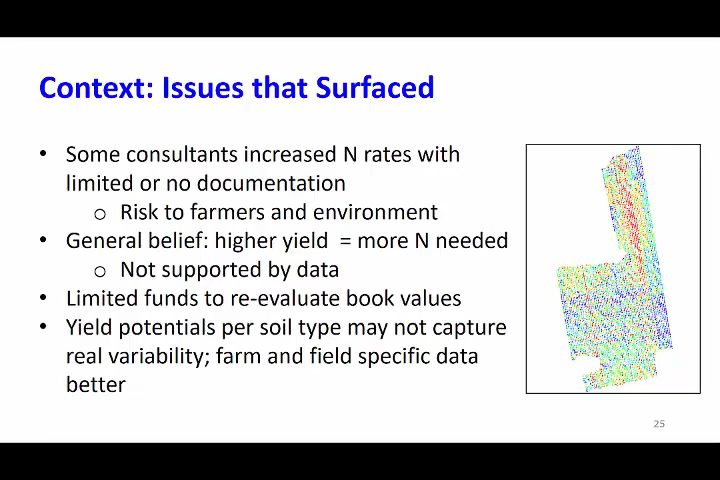 Context: Issues that Surfaced
• Some consultants increased N rates with
limited or no documentation
o Risk to farmers and environment
• General belief: higher yield = more N needed
o Not supported by data
• Limited funds to re-evaluate book values
• Yield potentials per soil type may not capture
real variability; farm and field specific data
better
25